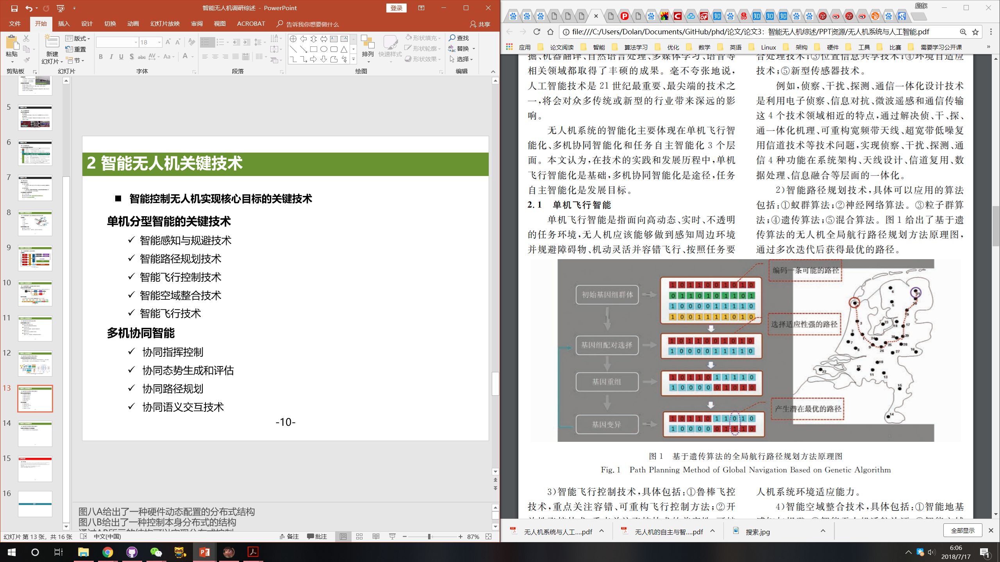 智能无人机调研综述 - PowerPoint
登录
文件 开始 插入 设计 切换 动画 幻灯片放映 审阅 视图 ACROBAT 告诉我你想要做什么 共享
粘贴
新建
幻灯片
版式
重置
节
18
排列
快速样式
形状填充
形状轮廓
形状效果
查找
替换
选择
剪贴板 幻灯片 字体 段落 绘图 编辑
5
6
7
8
9
10
11
12
13
14
15
16
2 智能无人机关键技术
智能控制无人机实现核心目标的关键技术
单机分型智能的关键技术
智能感知与规避技术
智能路径规划技术
智能飞行控制技术
智能空域整合技术
智能飞行技术
多机协同智能
协同指挥控制
协同态势生成和评估
协同路径规划
协同语义交互技术
-10-
图八A给出了一种硬件动态配置的分布式结构
图八B给出了一种控制本身分布式的结构
幻灯片 第 13 张，共 16 张 中文(中国) 备注 批注 87%
启东
file:///C:/Users/Dolan/Documents/GitHub/phd/论文/论文3：智能无人机综述/PPT资源/无人机系统与人工智能.pdf
应用 论文阅读 智能 算法学习 优化 数学 英语 Linux 架构 硬件 工具 比赛 需要学习公开课 »
掘、机器翻译、自然语言处理、多媒体学习、语音等
相关领域都取得了丰硕的成果。毫不夸张地说，
人工智能技术是 21 世纪最重要、最尖端的技术之
一，将会对众多传统或新型的行业带来深远的影
响。
无人机系统的智能化主要体现在单机飞行智
能化、多机协同智能化和任务自主智能化 3 个层
面。本文认为，在技术的实践和发展历程中，单机
飞行智能化是基础，多机协同智能化是途径，任务
自主智能化是发展目标。
2.1 单机飞行智能
单机飞行智能是指面向高动态、实时、不透明
的任务环境，无人机应该能够做到感知周边环境
并规避障碍物、机动灵活并容错飞行、按照任务要
合处理技术；③位置信息共享技术；④环境自适应
技术；⑤新型传感器技术。
例如，侦察、干扰、探测、通信一体化设计技术
是利用电子侦察、信息对抗、微波遥感和通信传输
这 4 个技术领域相近的特点，通过解决侦、干、探、
通一体化机理、可重构宽频带天线、超宽带低噪复
用信道技术等技术问题，实现侦察、干扰、探测、通
信 4 种功能在系统架构、天线设计、信道复用、数
据处理、信息融合等层面的一体化。
2）智能路径规划技术，具体可以应用的算法
包括：①蚁群算法；②神经网络算法。③粒子群算
法；④遗传算法；⑤混合算法。图 1 给出了基于遗
传算法的无人机全局航行路径规划方法原理图，
通过多次迭代后获得最优的路径。
初始基因组群体
1 0 1 1 0 0 1 0 1 0
0 1 1 0 1 0 1 1 0 1
1 0 0 0 0 1 1 1 1 0
1 0 0 1 1 1 1 0 1 0
编码一条可能的路径
基因组配对选择
1 0 1 1 0 0 1 0 1 0
1 0 0 0 0 1 1 1 1 0
选择适应性强的路径
基因重组
1 0 1 1 0 1 1 1 1 0
1 0 0 0 0 0 1 0 1 0
基因变异
1 0 1 1 0 1 1 0 1 0
1 0 0 0 0 0 1 1 1 0
产生潜在最优的路径
图 1 基于遗传算法的全局航行路径规划方法原理图
Fig. 1 Path Planning Method of Global Navigation Based on Genetic Algorithm
3）智能飞行控制技术，具体包括：①鲁棒飞控
技术，重点关注容错、可重构飞行控制方法；②开
人机系统环境适应能力。
4）智能空域整合技术，具体包括：①智能地基
无人机系统与人工....pdf
无人机的自主与智....pdf
搜索.jpg
全部显示
6:06
2018/7/17